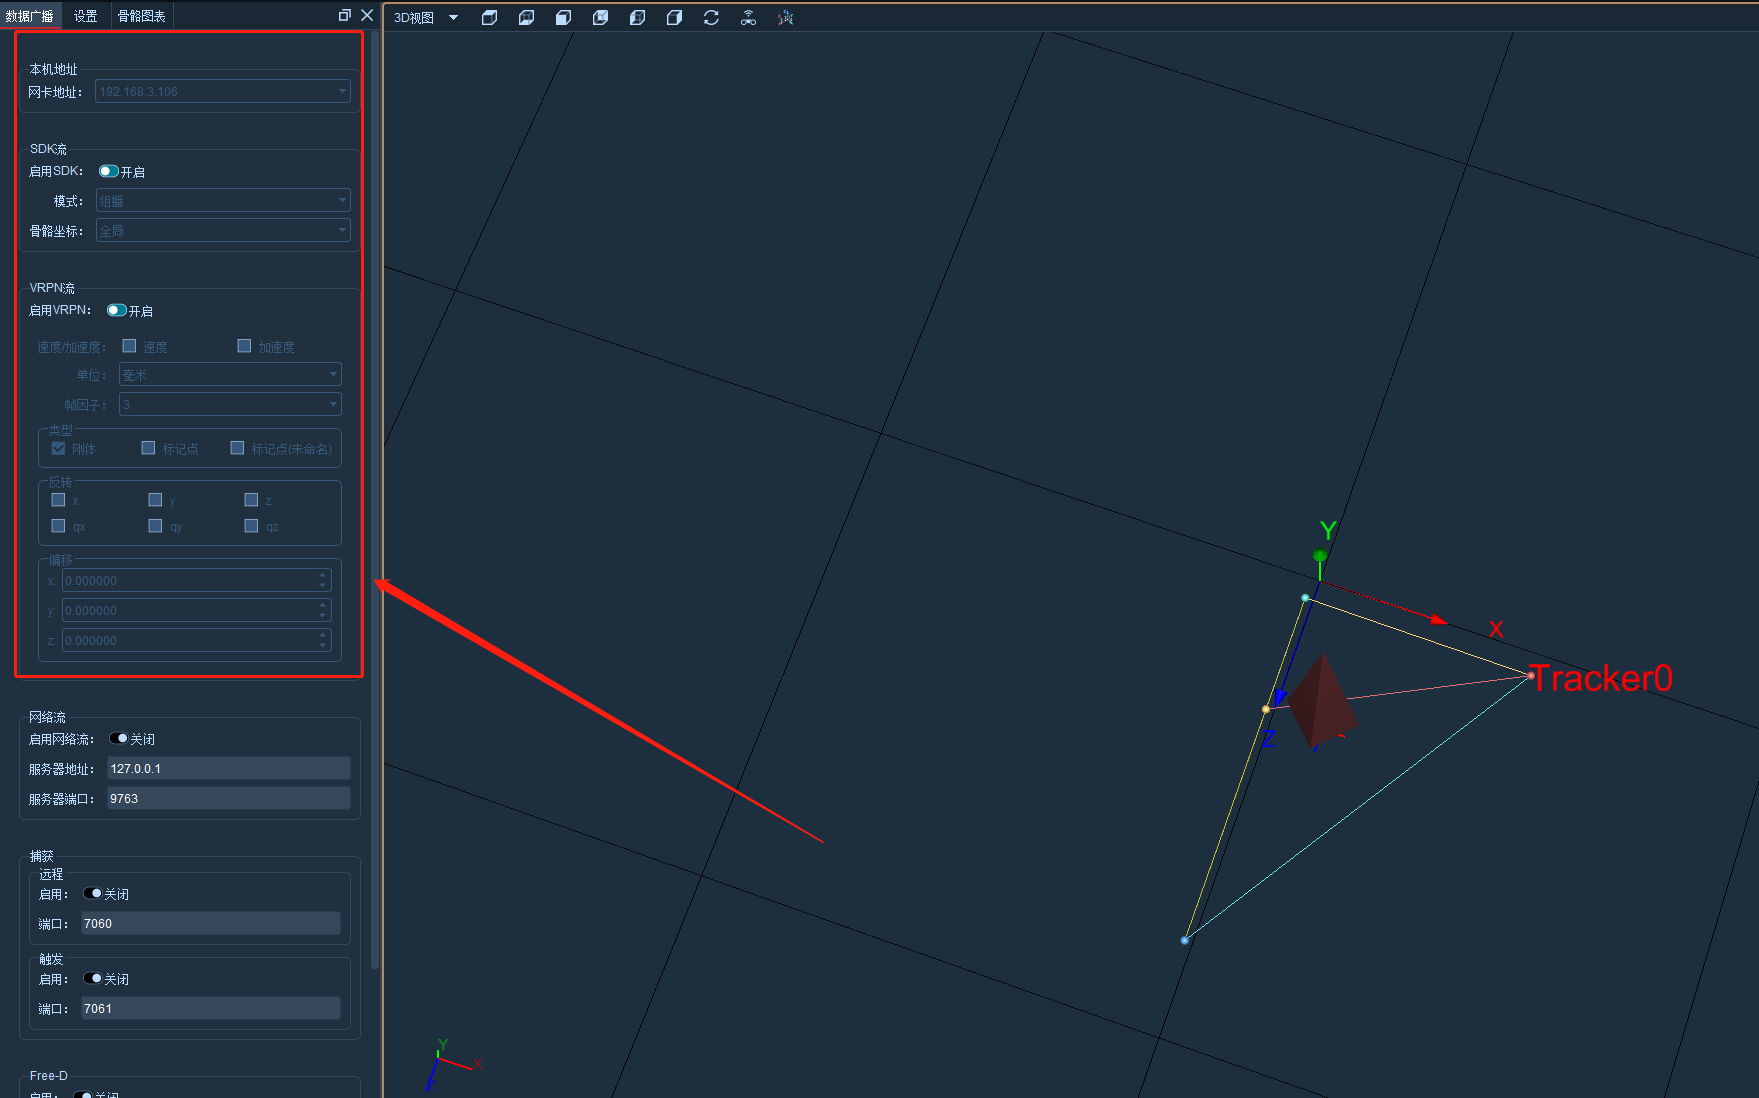 数据广播 设置 骨骼图表
3D视图
本机地址
网卡地址： 192.168.3.106
SDK流
启用SDK： 开启
模式： 组播
骨骼坐标： 全局
VRPN流
启用VRPN： 开启
速度/加速度： 速度 加速度
单位： 毫米
帧因子： 3
类型
刚体 标记点 标记点(未命名)
反转
x y z
qx qy qz
偏移
x: 0.000000
y: 0.000000
z: 0.000000
网络流
启用网络流： 关闭
服务器地址： 127.0.0.1
服务器端口： 9763
捕获
远程
启用： 关闭
端口： 7060
触发
启用： 关闭
端口： 7061
Free-D
启用： 关闭
Y
X
Tracker0
Z
Y
X
Z